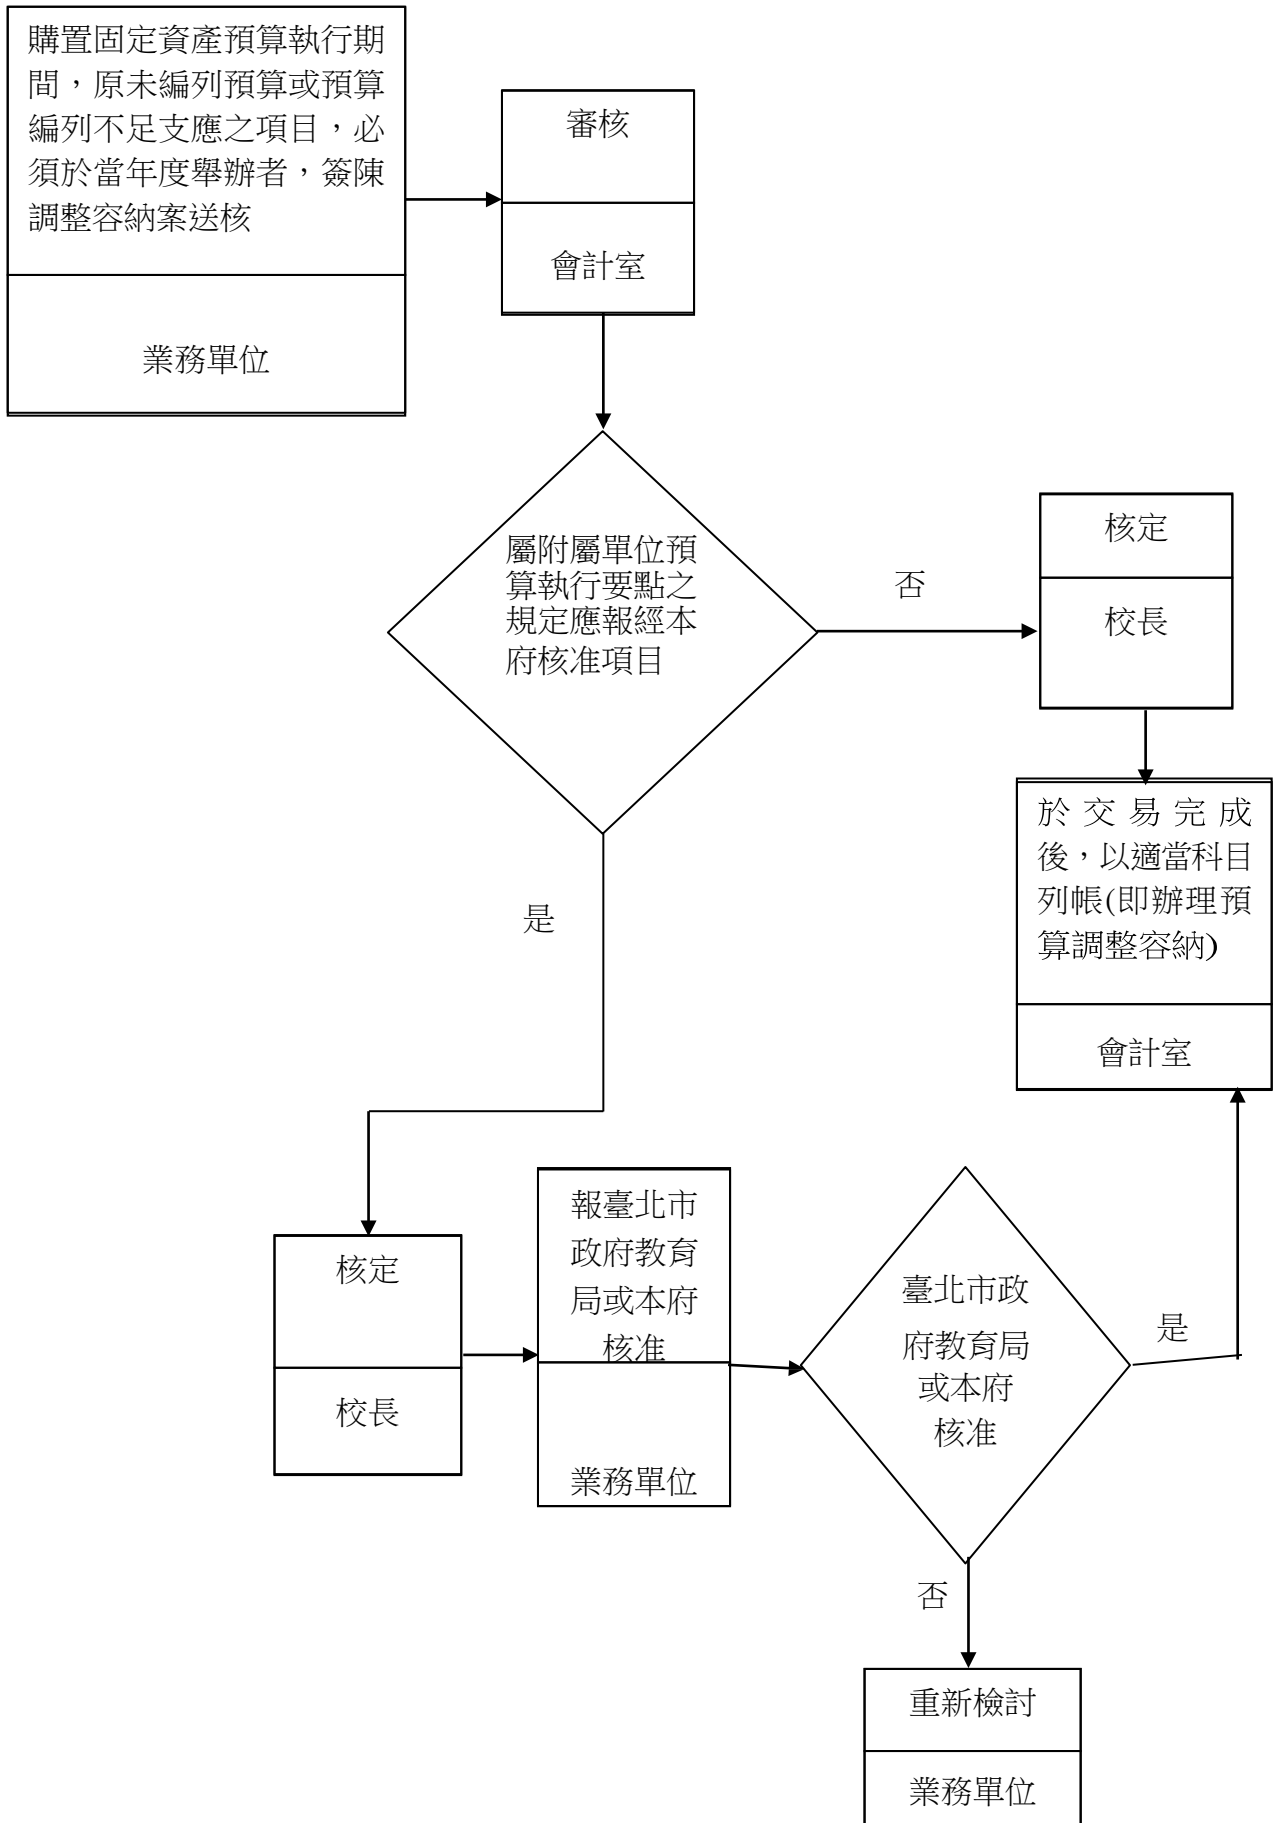 購置固定資產預算執行期
間，原未編列預算或預算
編列不足支應之項目，必
須於當年度舉辦者，簽陳
調整容納案送核
業務單位
審核
會計室
屬附屬單位預
算執行要點之
規定應報經本
府核准項目
否
核定
校長
於交易完成
後，以適當科目
列帳(即辦理預
算調整容納)
會計室
是
核定
校長
報臺北市
政府教育
局或本府
核准
業務單位
臺北市政
府教育局
或本府
核准
是
否
重新檢討
業務單位